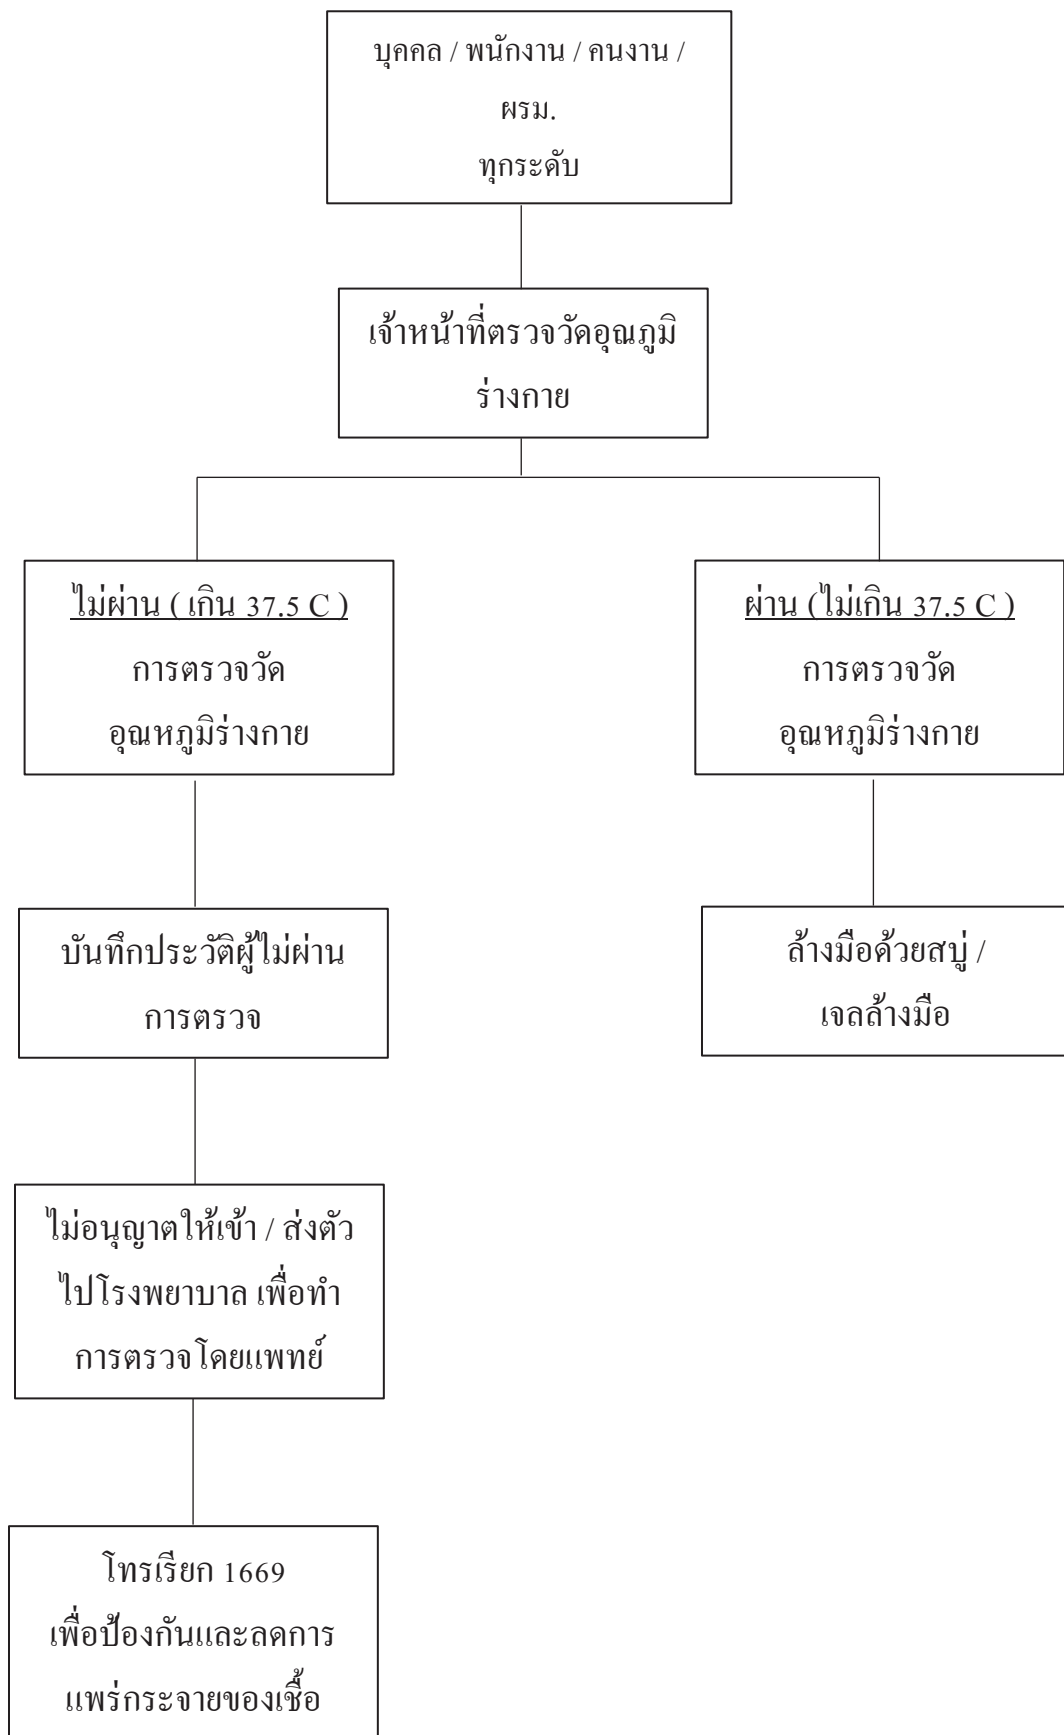 บุคคล / พนักงาน / คนงาน /
ผรม.
ทุกระดับ
เจ้าหน้าที่ตรวจวัดอุณภูมิ
ร่างกาย
ไม่ผ่าน ( เกิน 37.5 C )
การตรวจวัด
อุณหภูมิร่างกาย
ผ่าน (ไม่เกิน 37.5 C )
การตรวจวัด
อุณหภูมิร่างกาย
บันทึกประวัติผู้ไม่ผ่าน
การตรวจ
ล้างมือด้วยสบู่ /
เจลล้างมือ
ไม่อนุญาตให้เข้า / ส่งตัว
ไปโรงพยาบาล เพื่อทำ
การตรวจโดยแพทย์
โทรเรียก 1669
เพื่อป้องกันและลดการ
แพร่กระจายของเชื้อ